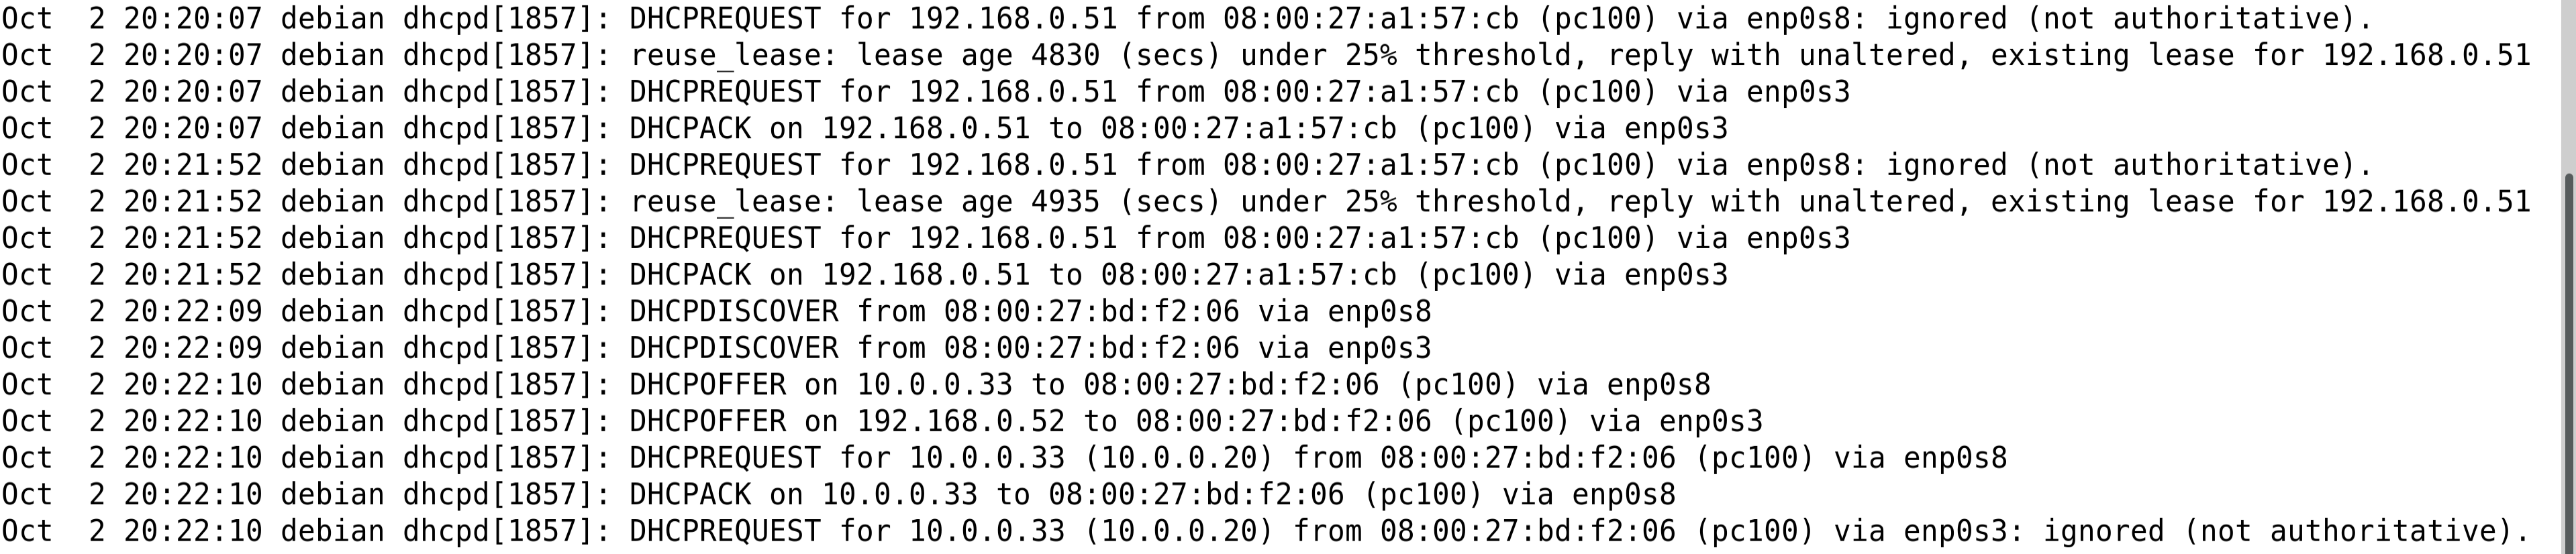 Oct  2 20:20:07 debian dhcpd[1857]: DHCPREQUEST for 192.168.0.51 from 08:00:27:a1:57:cb (pc100) via enp0s8: ignored (not authoritative).
Oct  2 20:20:07 debian dhcpd[1857]: reuse_lease: lease age 4830 (secs) under 25% threshold, reply with unaltered, existing lease for 192.168.0.51
Oct  2 20:20:07 debian dhcpd[1857]: DHCPREQUEST for 192.168.0.51 from 08:00:27:a1:57:cb (pc100) via enp0s3
Oct  2 20:20:07 debian dhcpd[1857]: DHCPACK on 192.168.0.51 to 08:00:27:a1:57:cb (pc100) via enp0s3
Oct  2 20:21:52 debian dhcpd[1857]: DHCPREQUEST for 192.168.0.51 from 08:00:27:a1:57:cb (pc100) via enp0s8: ignored (not authoritative).
Oct  2 20:21:52 debian dhcpd[1857]: reuse_lease: lease age 4935 (secs) under 25% threshold, reply with unaltered, existing lease for 192.168.0.51
Oct  2 20:21:52 debian dhcpd[1857]: DHCPREQUEST for 192.168.0.51 from 08:00:27:a1:57:cb (pc100) via enp0s3
Oct  2 20:21:52 debian dhcpd[1857]: DHCPACK on 192.168.0.51 to 08:00:27:a1:57:cb (pc100) via enp0s3
Oct  2 20:22:09 debian dhcpd[1857]: DHCPDISCOVER from 08:00:27:bd:f2:06 via enp0s8
Oct  2 20:22:09 debian dhcpd[1857]: DHCPDISCOVER from 08:00:27:bd:f2:06 via enp0s3
Oct  2 20:22:10 debian dhcpd[1857]: DHCPOFFER on 10.0.0.33 to 08:00:27:bd:f2:06 (pc100) via enp0s8
Oct  2 20:22:10 debian dhcpd[1857]: DHCPOFFER on 192.168.0.52 to 08:00:27:bd:f2:06 (pc100) via enp0s3
Oct  2 20:22:10 debian dhcpd[1857]: DHCPREQUEST for 10.0.0.33 (10.0.0.20) from 08:00:27:bd:f2:06 (pc100) via enp0s8
Oct  2 20:22:10 debian dhcpd[1857]: DHCPACK on 10.0.0.33 to 08:00:27:bd:f2:06 (pc100) via enp0s8
Oct  2 20:22:10 debian dhcpd[1857]: DHCPREQUEST for 10.0.0.33 (10.0.0.20) from 08:00:27:bd:f2:06 (pc100) via enp0s3: ignored (not authoritative).